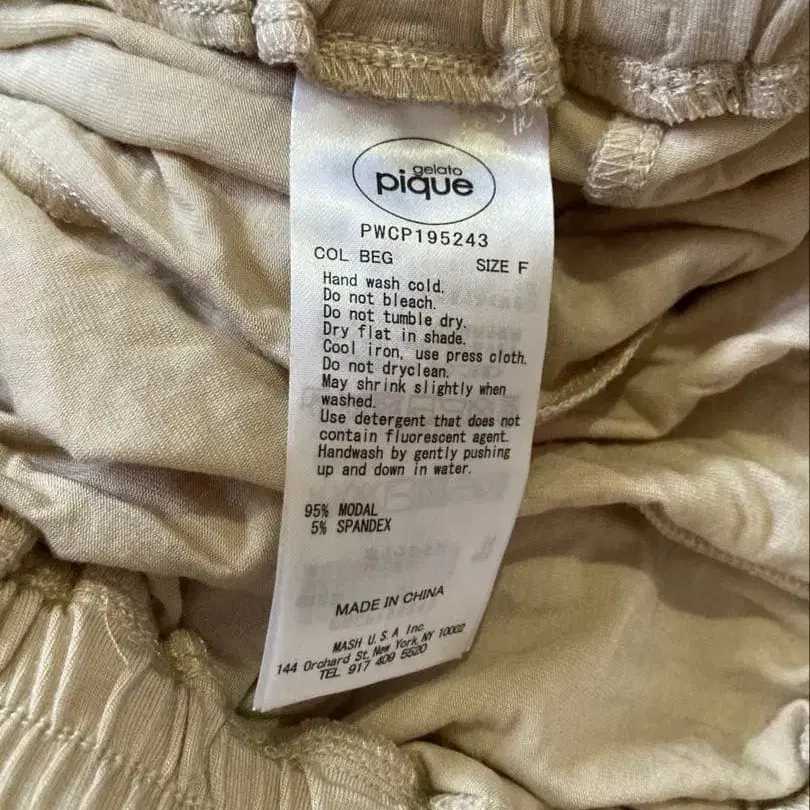 gelato
pique
PWCP195243
COL BEG
SIZE F
Hand wash cold.
Do not bleach.
Do not tumble dry.
Dry flat in shade.
Cool iron, use press cloth.
Do not dryclean.
May shrink slightly when
washed.
Use detergent that does not
contain fluorescent agent.
Handwash by gently pushing
up and down in water.
95% MODAL
5% SPANDEX
MADE IN CHINA
MASH U.S.A Inc.
144 Orchard St, New York, NY 10002
TEL 917 409 5520